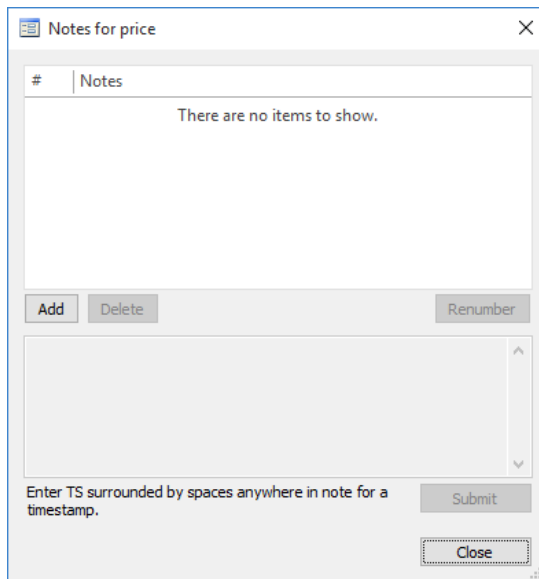 Notes for price
# Notes
There are no items to show.
Add Delete Renumber
Enter TS surrounded by spaces anywhere in note for a
timestamp.
Submit
Close